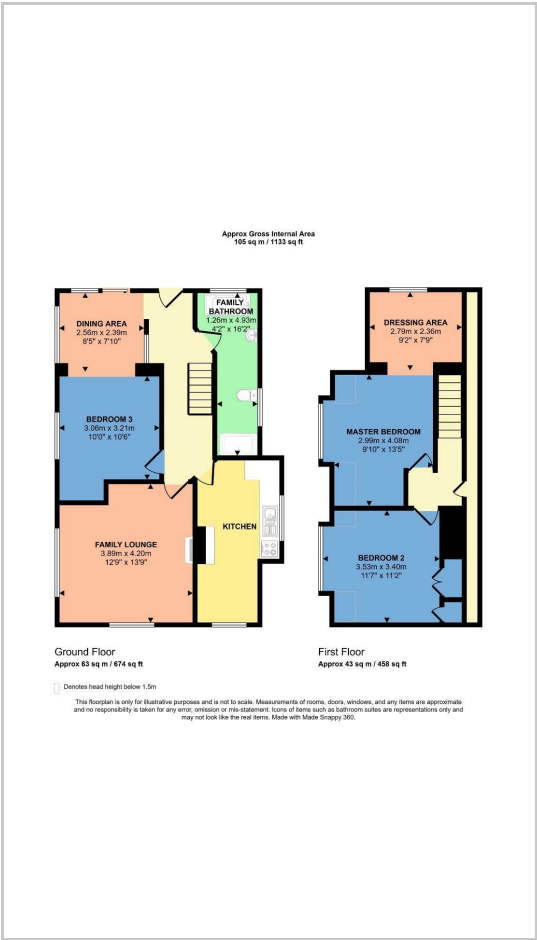 Approx Gross Internal Area
105 sq m / 1133 sq ft
DINING AREA
2.56m x 2.39m
8'5" x 7'10"
FAMILY
BATHROOM
1.26m x 4.93m
4'2" x 16'2"
BEDROOM 3
3.06m x 3.21m
10'0" x 10'6"
KITCHEN
FAMILY LOUNGE
3.89m x 4.20m
12'9" x 13'9"
DRESSING AREA
2.79m x 2.36m
9'2" x 7'9"
MASTER BEDROOM
2.99m x 4.08m
9'10" x 13'5"
BEDROOM 2
3.53m x 3.40m
11'7" x 11'2"
Ground Floor
Approx 63 sq m / 674 sq ft
First Floor
Approx 43 sq m / 458 sq ft
Denotes head height below 1.5m
This floorplan is only for illustrative purposes and is not to scale. Measurements of rooms, doors, windows, and any items are approximate
and no responsibility is taken for any error, omission or mis-statement. Icons of items such as bathroom suites are representations only and
may not look like the real items. Made with Made Snappy 360.